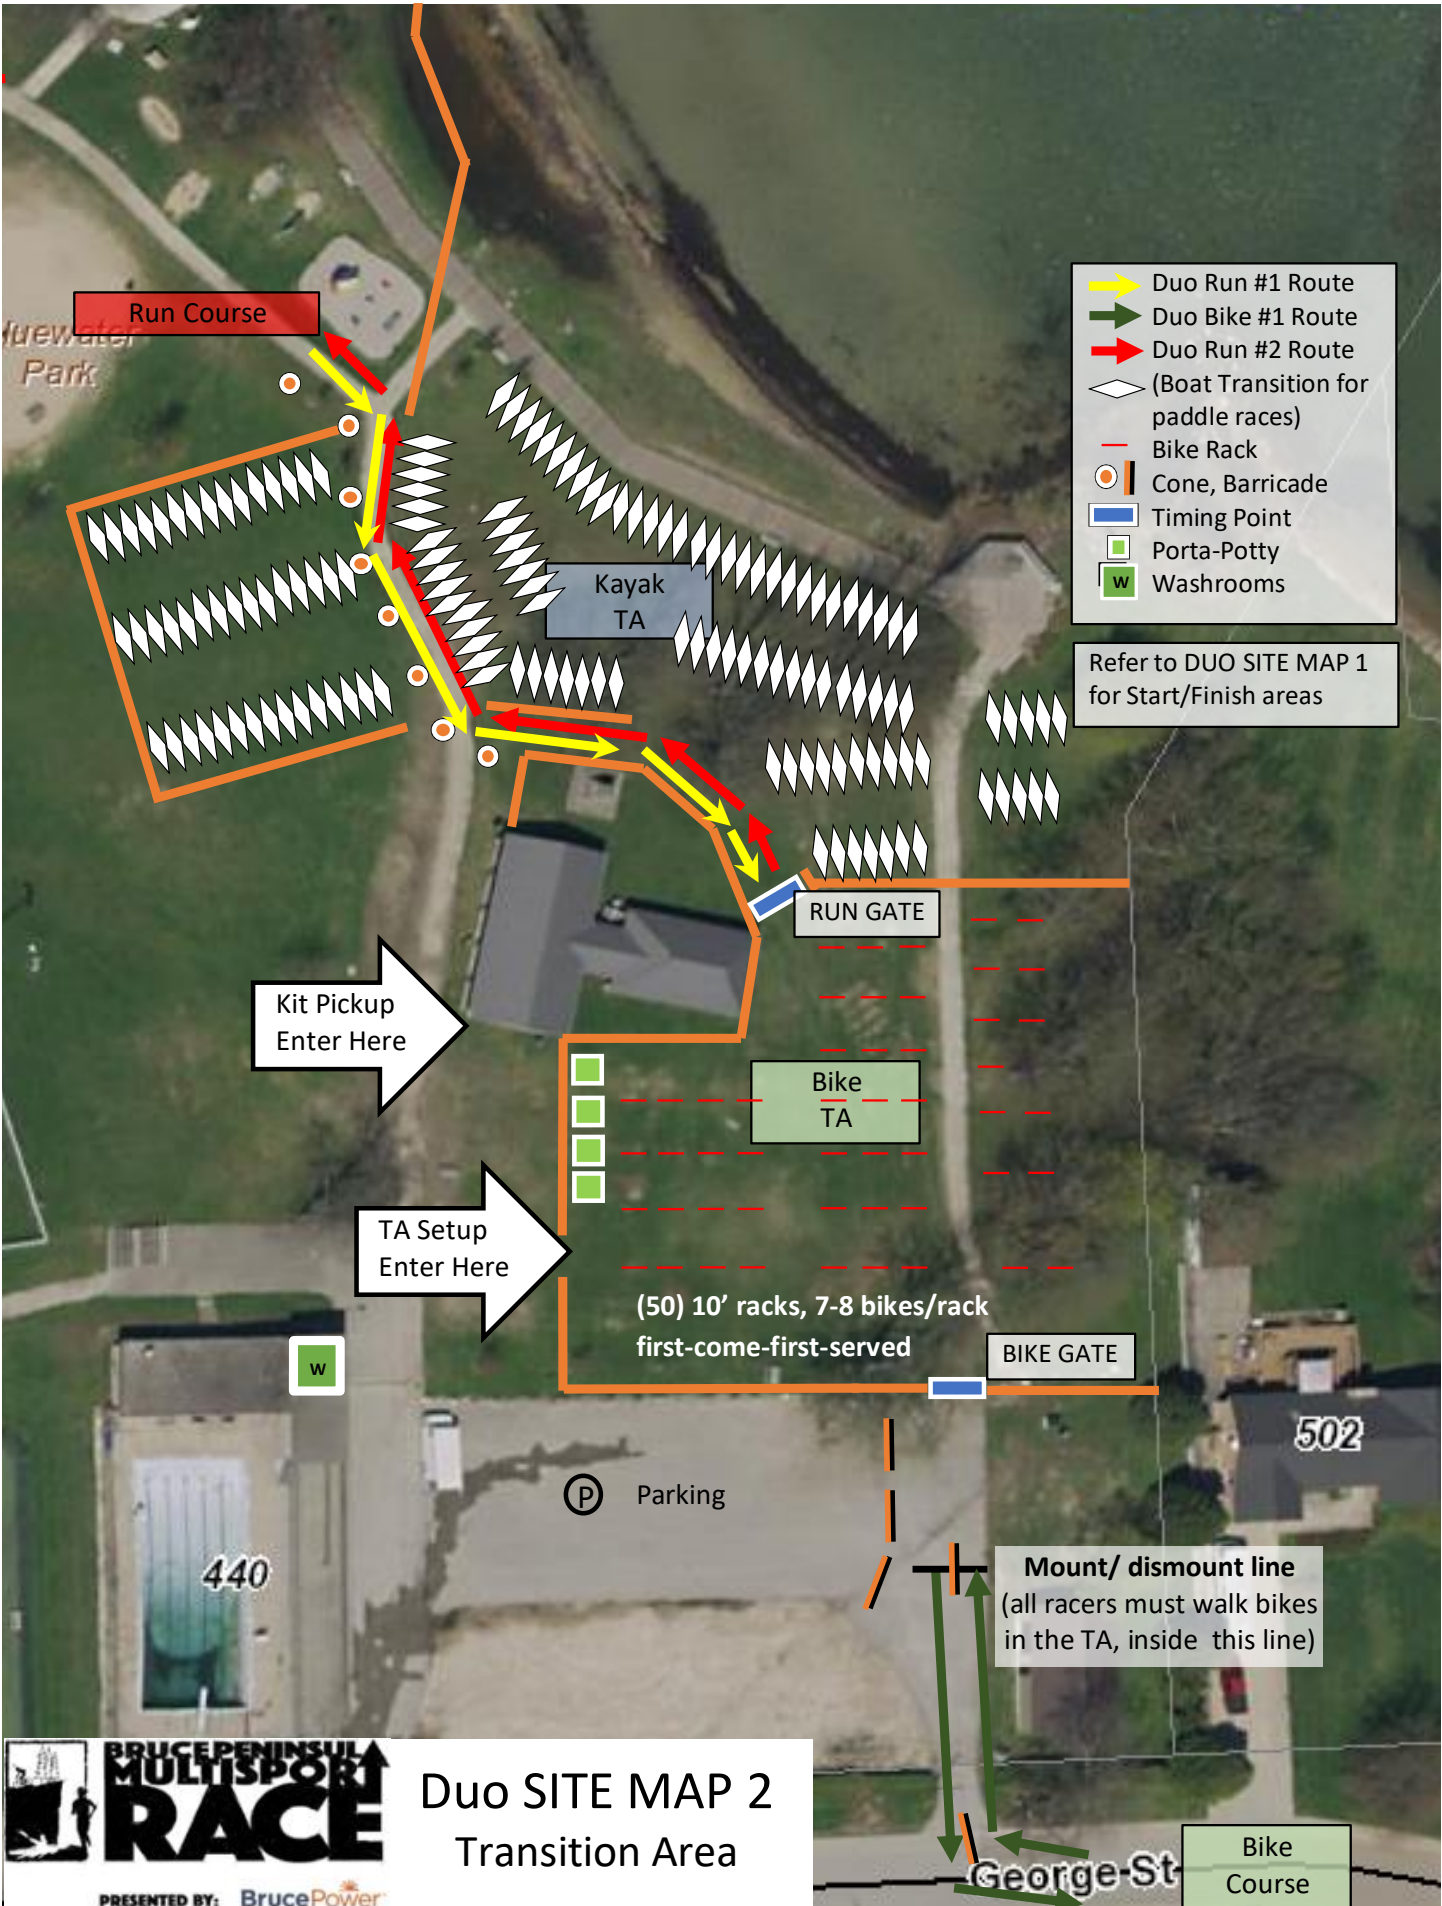 Run Course
Park
Duo Run #1 Route
Duo Bike #1 Route
Duo Run #2 Route
(Boat Transition for
paddle races)
Bike Rack
Cone, Barricade
Timing Point
Porta-Potty
W Washrooms
Refer to DUO SITE MAP 1
for Start/Finish areas
Kayak
TA
RUN GATE
Kit Pickup
Enter Here
Bike
TA
TA Setup
Enter Here
(50) 10’ racks, 7-8 bikes/rack
first-come-first-served
BIKE GATE
W
502
P Parking
440
Mount/ dismount line
(all racers must walk bikes
in the TA, inside this line)
BRUCE PENINSULA
MULTISPORT
RACE
PRESENTED BY: BrucePower
Duo SITE MAP 2
Transition Area
George St
Bike
Course